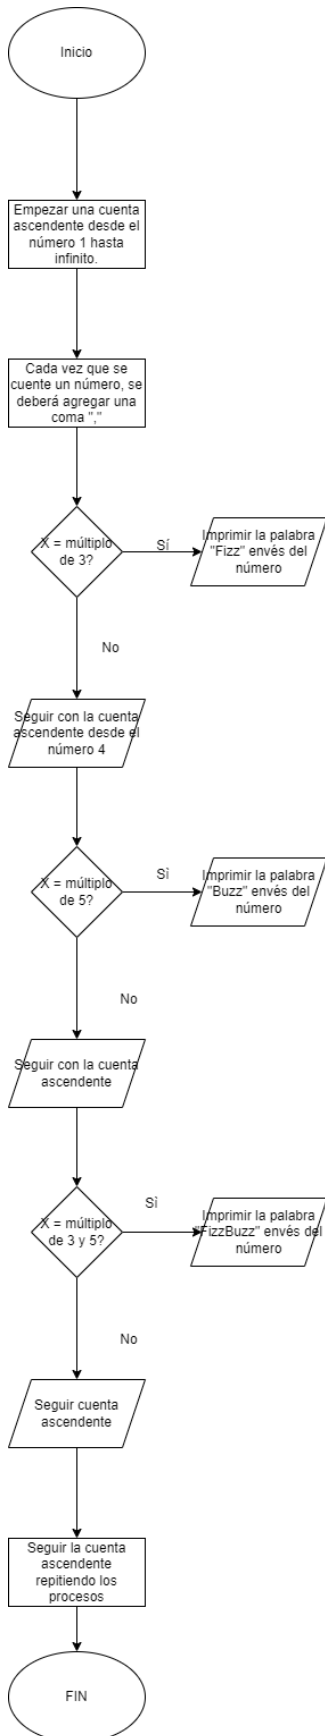 Inicio
Empezar una cuenta
ascendente desde el
número 1 hasta
infinito.
Cada vez que se
cuente un número, se
deberá agregar una
coma ","
X = múltiplo
de 3?
Sí
Imprimir la palabra
"Fizz" envés del
número
No
Seguir con la cuenta
ascendente desde el
número 4
X = múltiplo
de 5?
Sì
Imprimir la palabra
"Buzz" envés del
número
No
Seguir con la cuenta
ascendente
X = múltiplo
de 3 y 5?
Sì
Imprimir la palabra
"FizzBuzz" envés del
número
No
Seguir cuenta
ascendente
Seguir la cuenta
ascendente
repitiendo los
procesos
FIN